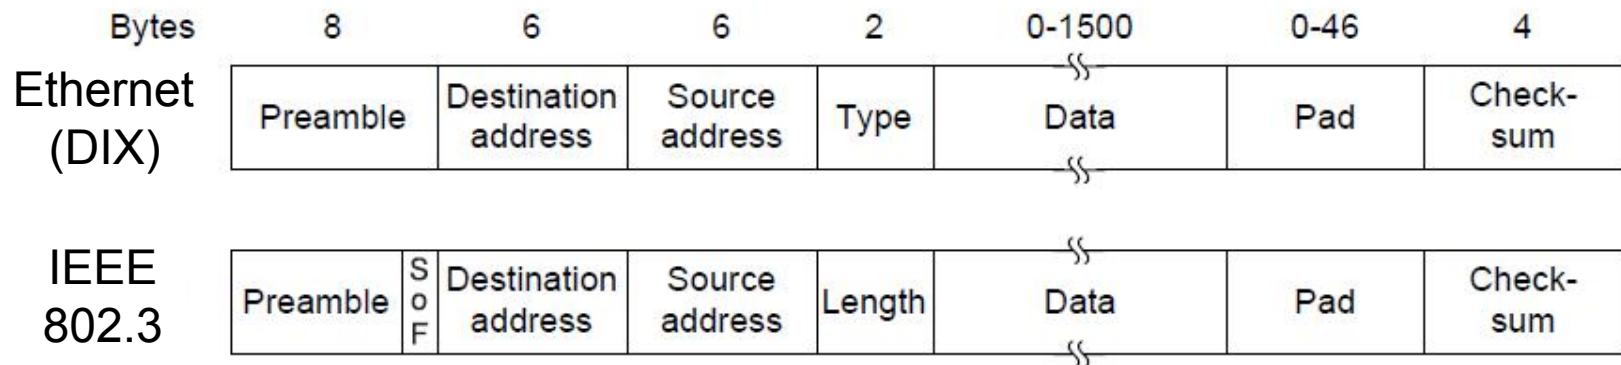 Bytes 8 6 6 2 0-1500 0-46 4
Ethernet
(DIX)
Preamble
Destination
address
Source
address
Type
Data
Pad
Check-
sum
IEEE
802.3
Preamble
S
o
F
Destination
address
Source
address
Length
Data
Pad
Check-
sum